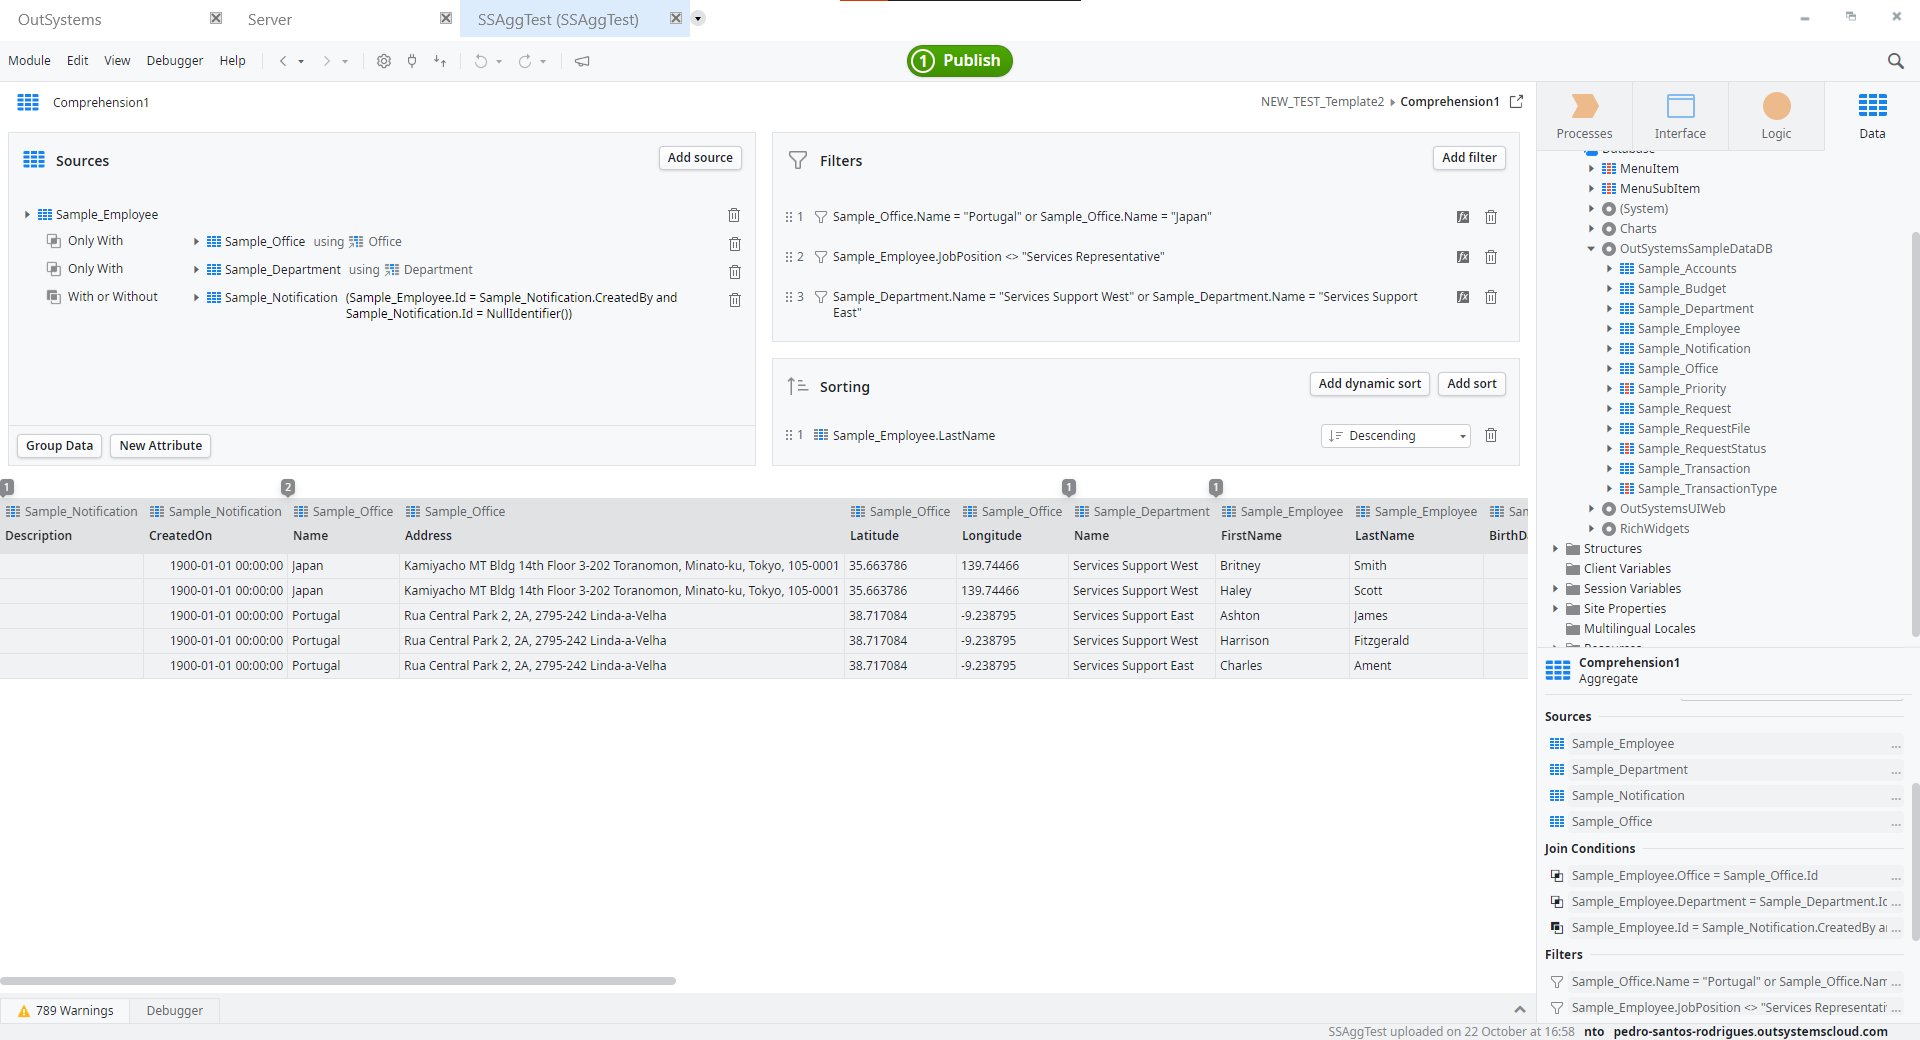 OutSystems
Server
SSAggTest (SSAggTest)
Module Edit View Debugger Help
1 Publish
Comprehension1
NEW_TEST_Template2 ▸ Comprehension1
Processes
Interface
Logic
Data
Sources
Add source
Sample_Employee
Only With Sample_Office using Office
Only With Sample_Department using Department
With or Without Sample_Notification (Sample_Employee.Id = Sample_Notification.CreatedBy and
Sample_Notification.Id = NullIdentifier())
Group Data
New Attribute
Filters
Add filter
1 Sample_Office.Name = "Portugal" or Sample_Office.Name = "Japan"
2 Sample_Employee.JobPosition <> "Services Representative"
3 Sample_Department.Name = "Services Support West" or Sample_Department.Name = "Services Support
East"
Sorting
Add dynamic sort
Add sort
1 Sample_Employee.LastName
Descending
1 2 1 1
Sample_Notification Sample_Notification Sample_Office Sample_Office Sample_Office Sample_Office Sample_Department Sample_Employee Sample_Employee San
Description CreatedOn Name Address Latitude Longitude Name FirstName LastName BirthD
1900-01-01 00:00:00 Japan Kamiyacho MT Bldg 14th Floor 3-202 Toranomon, Minato-ku, Tokyo, 105-0001 35.663786 139.74466 Services Support West Britney Smith
1900-01-01 00:00:00 Japan Kamiyacho MT Bldg 14th Floor 3-202 Toranomon, Minato-ku, Tokyo, 105-0001 35.663786 139.74466 Services Support West Haley Scott
1900-01-01 00:00:00 Portugal Rua Central Park 2, 2A, 2795-242 Linda-a-Velha 38.717084 -9.238795 Services Support East Ashton James
1900-01-01 00:00:00 Portugal Rua Central Park 2, 2A, 2795-242 Linda-a-Velha 38.717084 -9.238795 Services Support West Harrison Fitzgerald
1900-01-01 00:00:00 Portugal Rua Central Park 2, 2A, 2795-242 Linda-a-Velha 38.717084 -9.238795 Services Support East Charles Ament
Database
MenuItem
MenuSubItem
(System)
Charts
OutSystemsSampleDataDB
Sample_Accounts
Sample_Budget
Sample_Department
Sample_Employee
Sample_Notification
Sample_Office
Sample_Priority
Sample_Request
Sample_RequestFile
Sample_RequestStatus
Sample_Transaction
Sample_TransactionType
OutSystemsUIWeb
RichWidgets
Structures
Client Variables
Session Variables
Site Properties
Multilingual Locales
Comprehension1
Aggregate
Sources
Sample_Employee ...
Sample_Department ...
Sample_Notification ...
Sample_Office ...
Join Conditions
Sample_Employee.Office = Sample_Office.Id ...
Sample_Employee.Department = Sample_Department.Id ...
Sample_Employee.Id = Sample_Notification.CreatedBy a ...
Filters
Sample_Office.Name = "Portugal" or Sample_Office.Nam ...
Sample_Employee.JobPosition <> "Services Representati ...
789 Warnings
Debugger
SSAggTest uploaded on 22 October at 16:58 nto pedro-santos-rodrigues.outsystemscloud.com